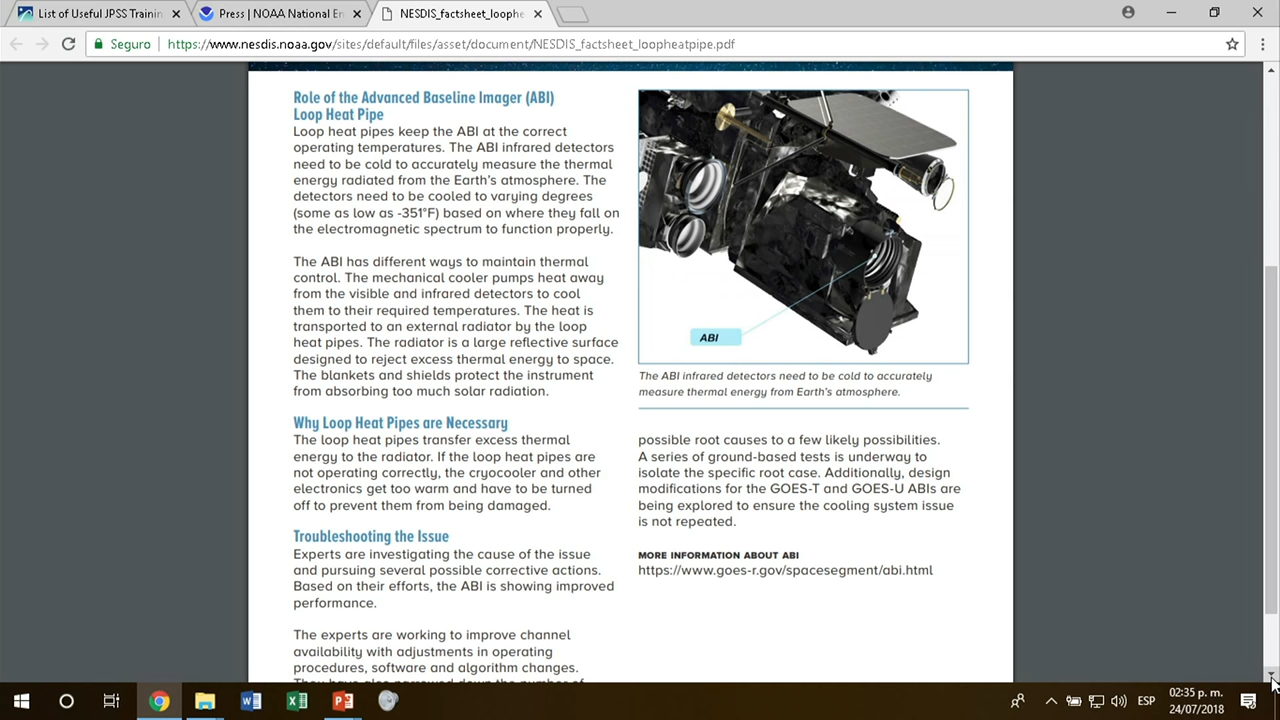 List of Useful JPSS Trainin
Press | NOAA National En
NESDIS_factsheet_loophe
Seguro
https://www.nesdis.noaa.gov/sites/default/files/asset/document/NESDIS_factsheet_loopheatpipe.pdf
Role of the Advanced Baseline Imager (ABI)
Loop Heat Pipe
Loop heat pipes keep the ABI at the correct
operating temperatures. The ABI infrared detectors
need to be cold to accurately measure the thermal
energy radiated from the Earth's atmosphere. The
detectors need to be cooled to varying degrees
(some as low as -351°F) based on where they fall on
the electromagnetic spectrum to function properly.
The ABI has different ways to maintain thermal
control. The mechanical cooler pumps heat away
from the visible and infrared detectors to cool
them to their required temperatures. The heat is
transported to an external radiator by the loop
heat pipes. The radiator is a large reflective surface
designed to reject excess thermal energy to space.
The blankets and shields protect the instrument
from absorbing too much solar radiation.
Why Loop Heat Pipes are Necessary
The loop heat pipes transfer excess thermal
energy to the radiator. If the loop heat pipes are
not operating correctly, the cryocooler and other
electronics get too warm and have to be turned
off to prevent them from being damaged.
Troubleshooting the Issue
Experts are investigating the cause of the issue
and pursuing several possible corrective actions.
Based on their efforts, the ABI is showing improved
performance.
The experts are working to improve channel
availability with adjustments in operating
procedures, software and algorithm changes.
They have also narrowed down the number of
ABI
The ABI infrared detectors need to be cold to accurately
measure thermal energy from Earth's atmosphere.
possible root causes to a few likely possibilities.
A series of ground-based tests is underway to
isolate the specific root case. Additionally, design
modifications for the GOES-T and GOES-U ABIs are
being explored to ensure the cooling system issue
is not repeated.
MORE INFORMATION ABOUT ABI
https://www.goes-r.gov/spacesegment/abi.html
ESP
02:35 p. m.
24/07/2018